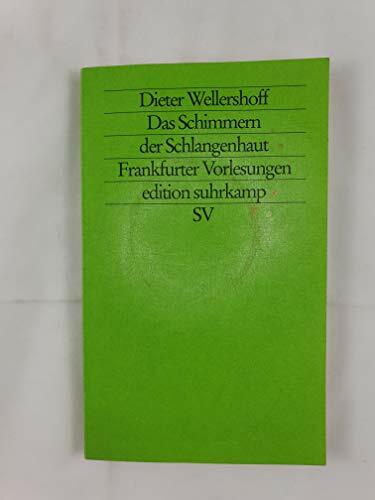 Dieter Wellershoff
Das Schimmern
der Schlangenhaut
Frankfurter Vorlesungen
edition suhrkamp
SV